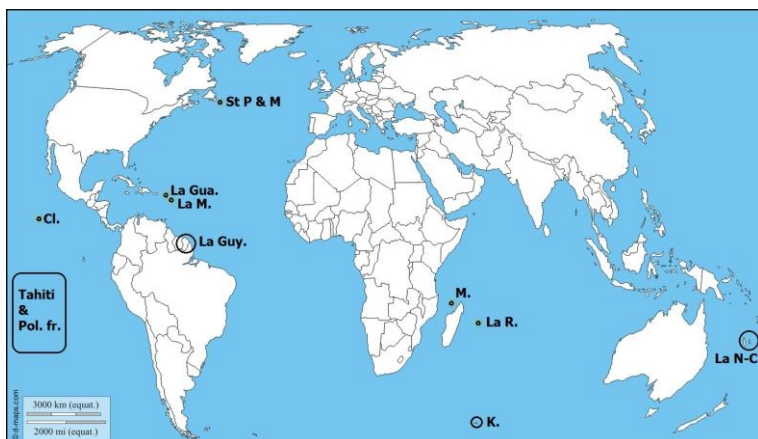 St P & M
La Gua.
La M.
Cl.
La Guy.
Tahiti
&
Pol. fr.
M.
La R.
La N-C
K.
3000 km (equat.)
2000 mi (equat.)
© d-maps.com